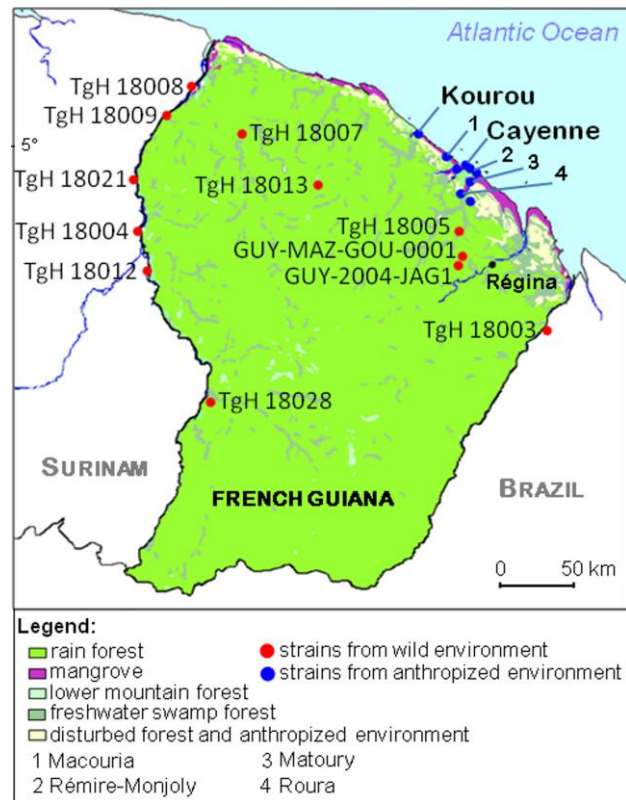 Atlantic Ocean
TgH 18008
Kourou
TgH 18009
1
Cayenne
5°
TgH 18007
2
3
TgH 18021
TgH 18013
4
TgH 18004
TgH 18005
GUY-MAZ-GOU-0001
TgH 18012
GUY-2004-JAG1
Régina
TgH 18003
TgH 18028
SURINAM
FRENCH GUIANA
BRAZIL
0 50 km
Legend:
rain forest
strains from wild environment
mangrove
strains from anthropized environment
lower mountain forest
freshwater swamp forest
disturbed forest and anthropized environment
1 Macouria
3 Matoury
2 Rémire-Monjoly
4 Roura